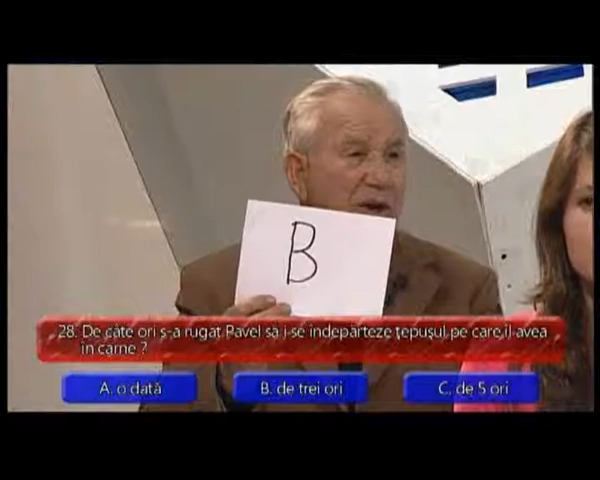 B
28. De câte ori s-a rugat Pavel să i se îndepărteze ţepuşul pe care îl avea
în carne ?
A. o dată
B. de trei ori
C. de 5 ori